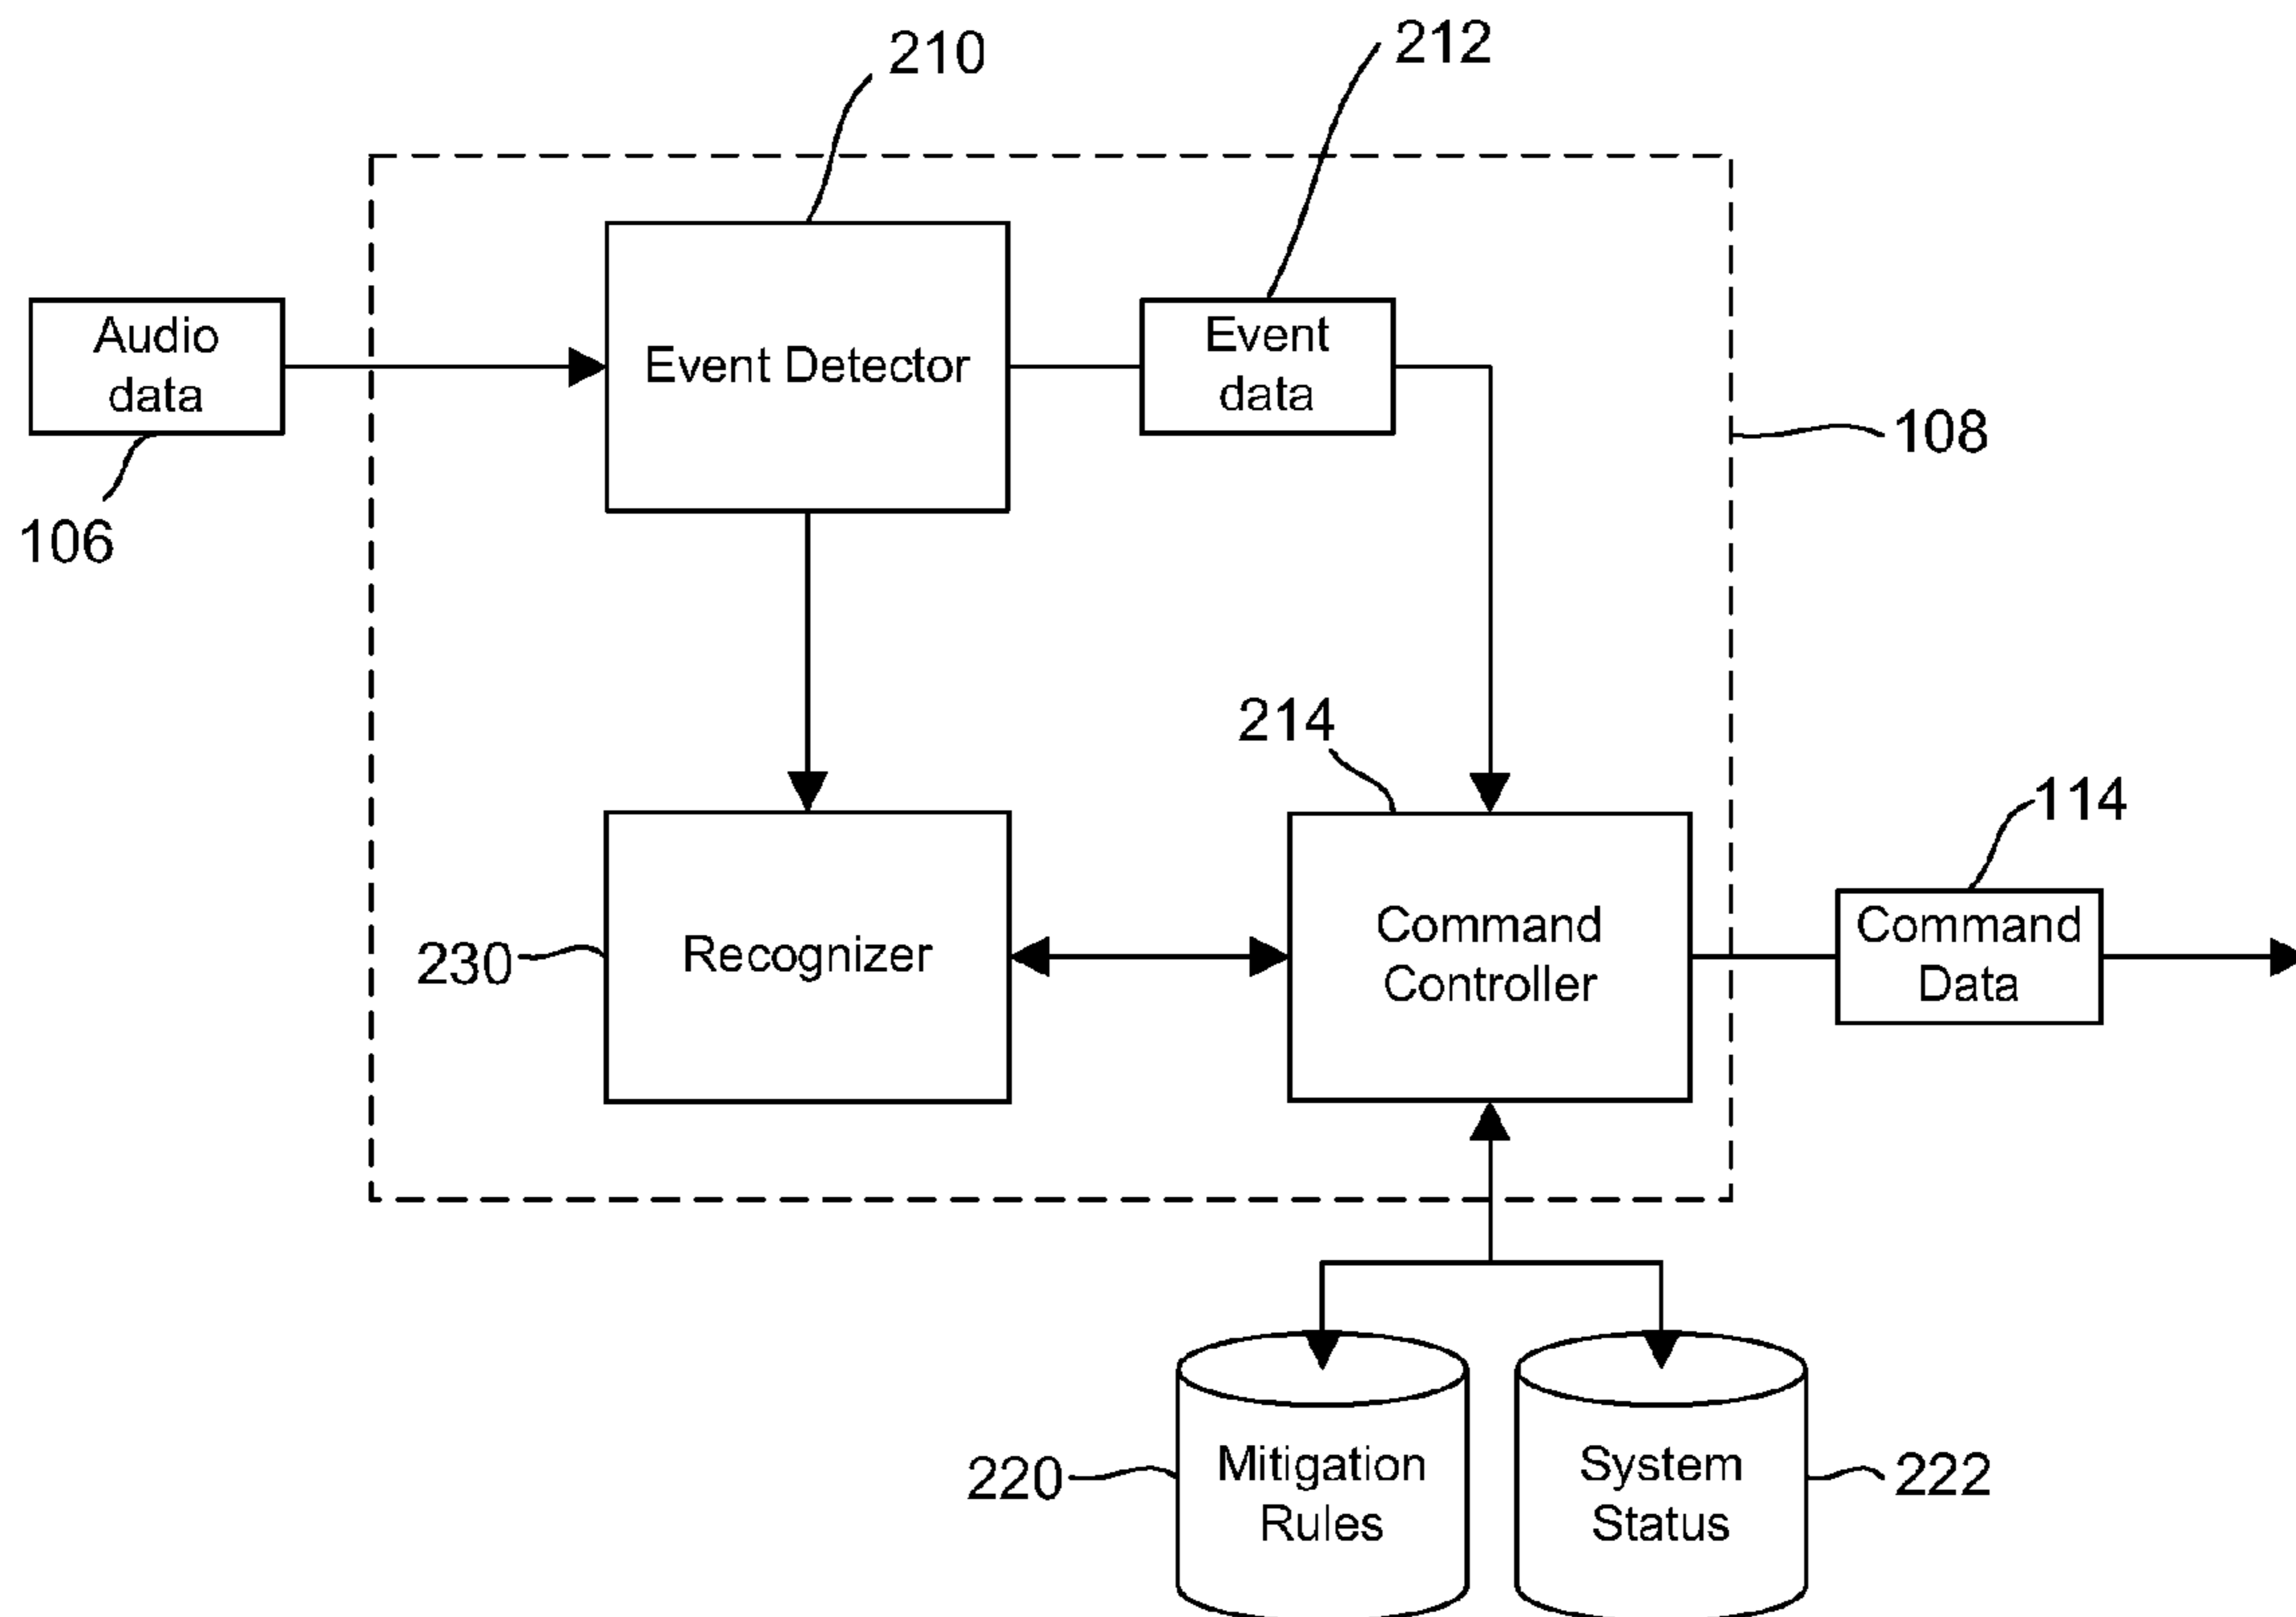 210
212
Audio
data
106
Event Detector
Event
data
108
214
114
230
Recognizer
Command
Controller
Command
Data
220
Mitigation
Rules
System
Status
222